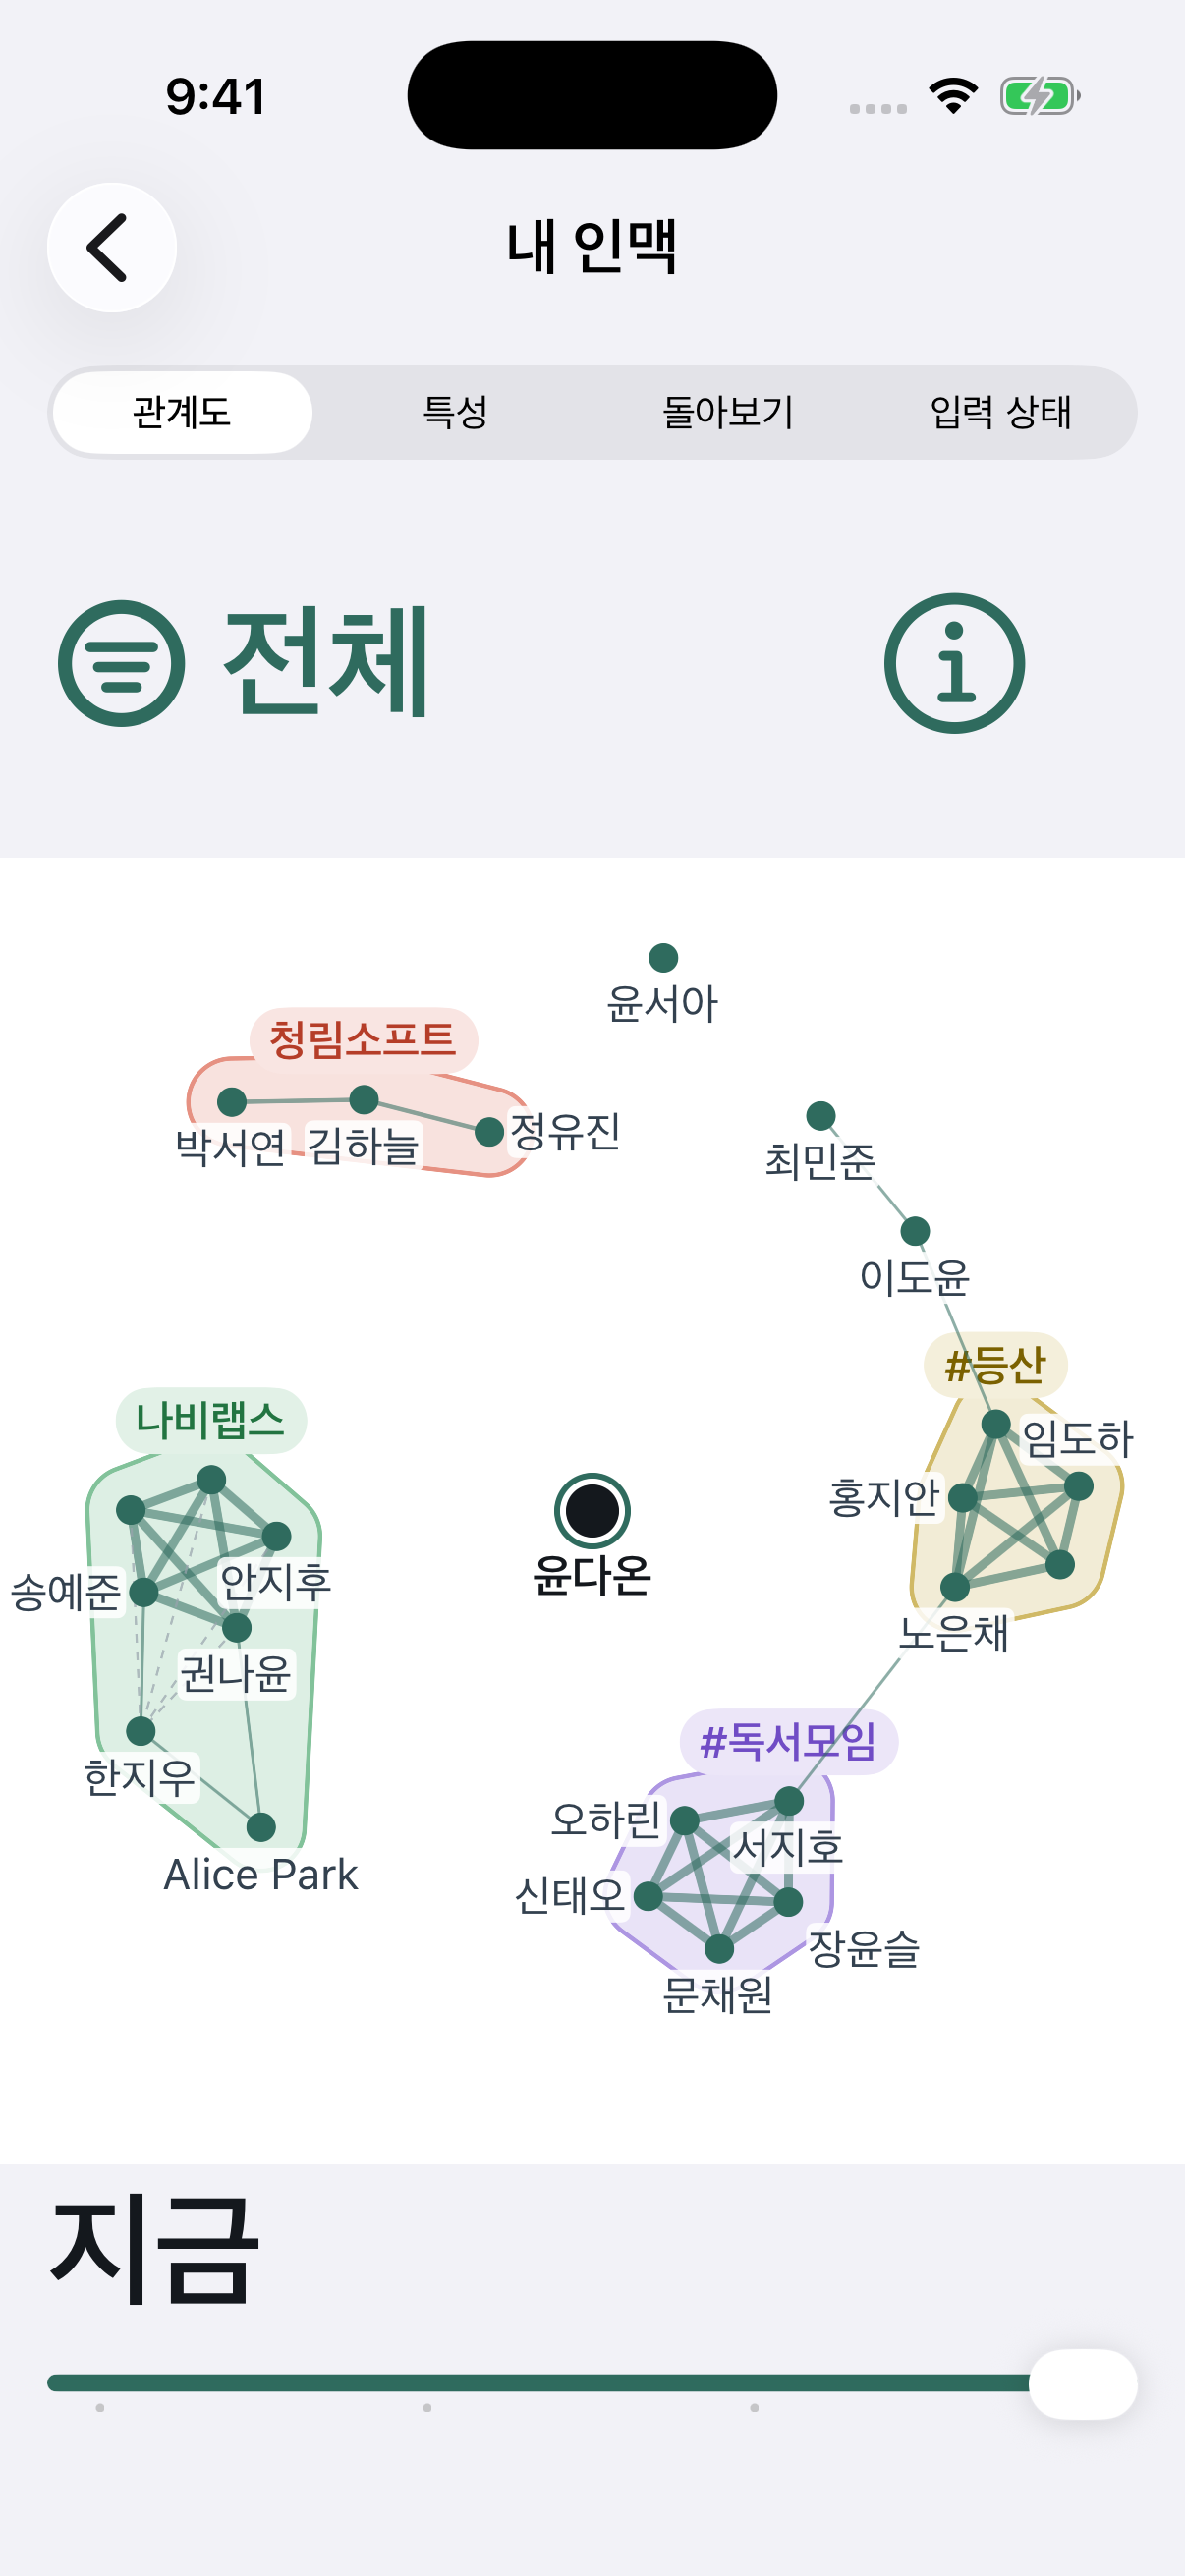 9:41
내 인맥
관계도 특성 돌아보기 입력 상태
전체
윤서아
청림소프트
박서연 김하늘 정유진
최민준
이도윤
#등산
임도하
나비랩스
홍지안
윤다온
송예준 안지후
노은채
권나윤
#독서모임
한지우
오하린 서지호
Alice Park
신태오
장윤슬
문채원
지금